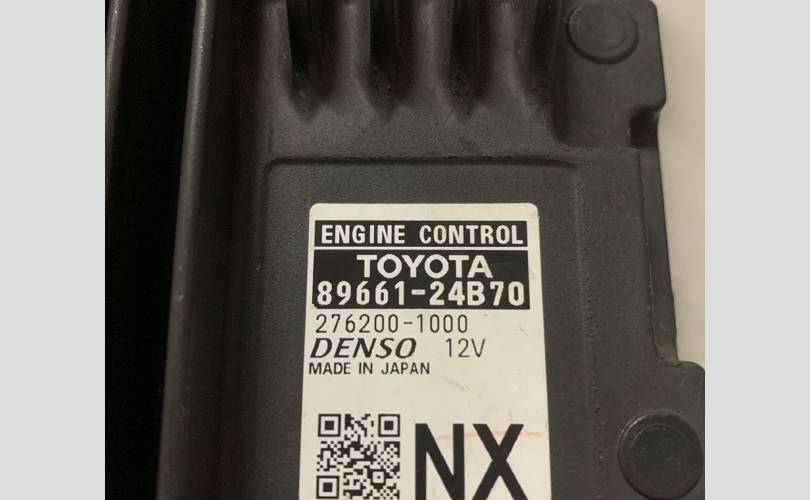 ENGINE CONTROL
TOYOTA
89661-24B70
276200-1000
DENSO 12V
MADE IN JAPAN
NX